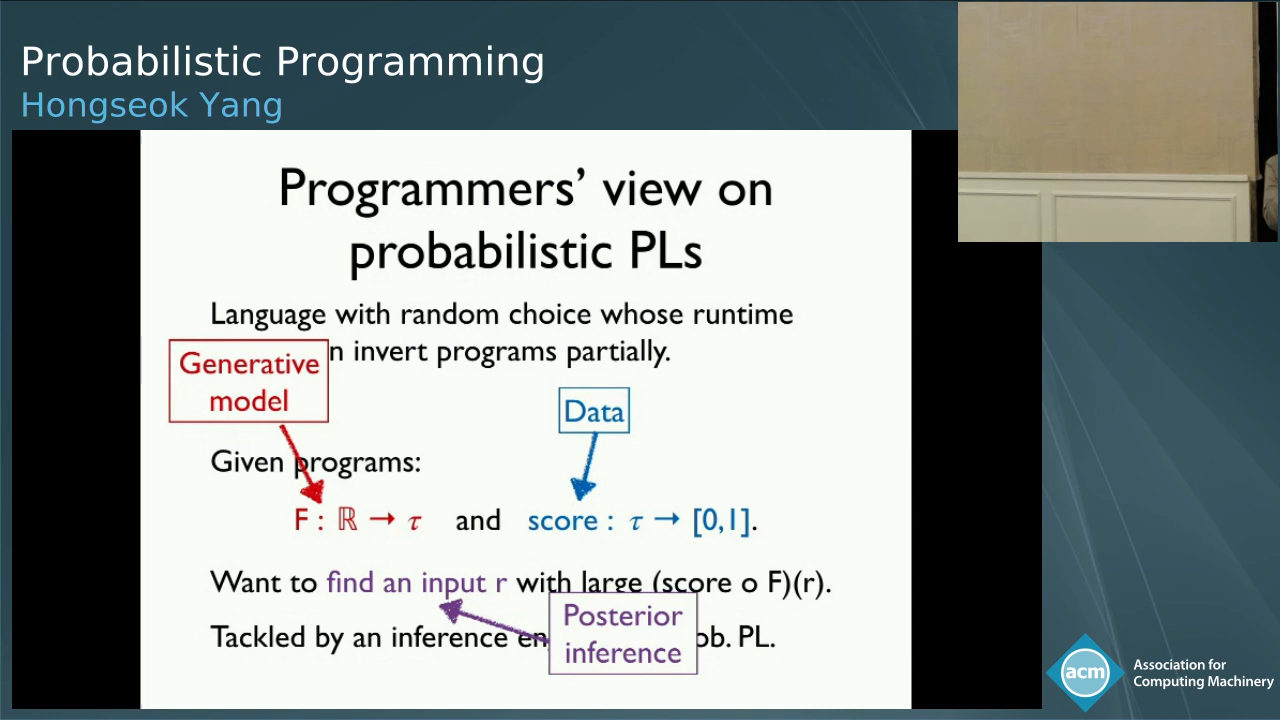 Probabilistic Programming
Hongseok Yang
Programmers’ view on
probabilistic PLs
Language with random choice whose runtime
n invert programs partially.
Generative
model
Data
Given programs:
F : ℝ → τ and score : τ → [0,1].
Want to find an input r with large (score o F)(r).
Tackled by an inference en ob. PL.
Posterior
inference
acm
Association for
Computing Machinery